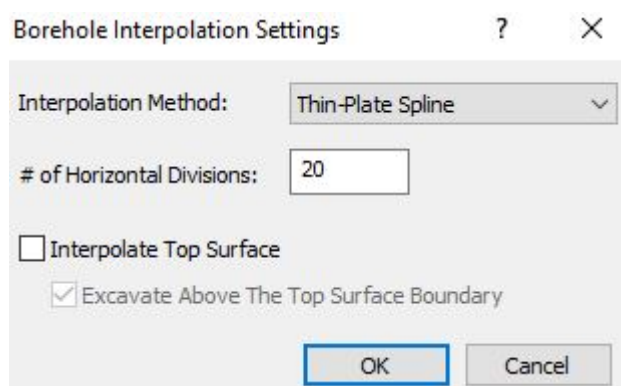 Borehole Interpolation Settings ?
Interpolation Method: Thin-Plate Spline
# of Horizontal Divisions: 20
Interpolate Top Surface
Excavate Above The Top Surface Boundary
OK Cancel